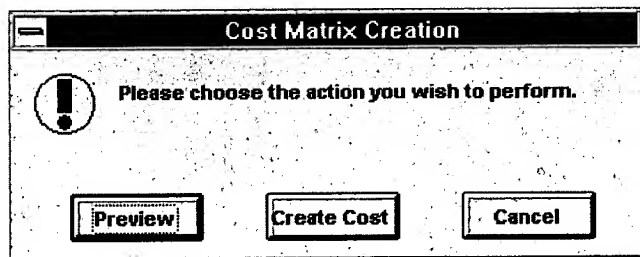 Cost Matrix Creation
Please choose the action you wish to perform.
Preview Create Cost Cancel